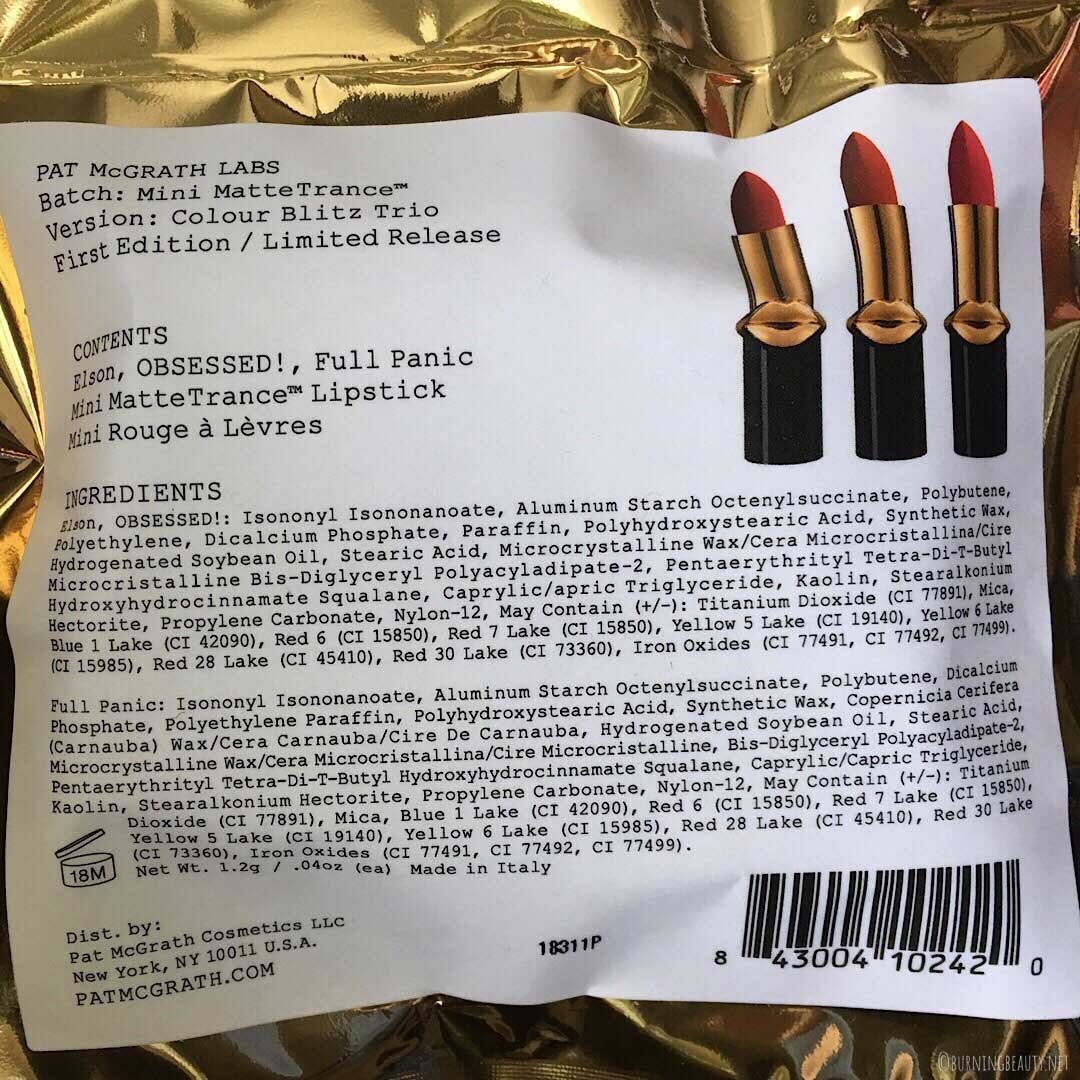 PAT McGRATH LABS
Batch: Mini MatteTrance™
Version: Colour Blitz Trio
First Edition / Limited Release
CONTENTS
Elson, OBSESSED!, Full Panic
Mini MatteTrance™ Lipstick
Mini Rouge à Lèvres
INGREDIENTS
Elson, OBSESSED!: Isononyl Isononanoate, Aluminum Starch Octenylsuccinate, Polybutene,
Polyethylene, Dicalcium Phosphate, Paraffin, Polyhydroxystearic Acid, Synthetic Wax,
Hydrogenated Soybean Oil, Stearic Acid, Microcrystalline Wax/Cera Microcristallina/Cire
Microcristalline Bis-Diglyceryl Polyacyladipate-2, Pentaerythrityl Tetra-Di-T-Butyl
Hydroxyhydrocinnamate Squalane, Caprylic/apric Triglyceride, Kaolin, Stearalkonium
Hectorite, Propylene Carbonate, Nylon-12, May Contain (+/-): Titanium Dioxide (CI 77891), Mica,
Blue 1 Lake (CI 42090), Red 6 (CI 15850), Red 7 Lake (CI 15850), Yellow 5 Lake (CI 19140), Yellow 6 Lake
(CI 15985), Red 28 Lake (CI 45410), Red 30 Lake (CI 73360), Iron Oxides (CI 77491, CI 77492, CI 77499).
Full Panic: Isononyl Isononanoate, Aluminum Starch Octenylsuccinate, Polybutene, Dicalcium
Phosphate, Polyethylene Paraffin, Polyhydroxystearic Acid, Synthetic Wax, Copernicia Cerifera
(Carnauba) Wax/Cera Carnauba/Cire De Carnauba, Hydrogenated Soybean Oil, Stearic Acid,
Microcrystalline Wax/Cera Microcristallina/Cire Microcristalline, Bis-Diglyceryl Polyacyladipate-2,
Pentaerythrityl Tetra-Di-T-Butyl Hydroxyhydrocinnamate Squalane, Caprylic/Capric Triglyceride,
Kaolin, Stearalkonium Hectorite, Propylene Carbonate, Nylon-12, May Contain (+/-): Titanium
Dioxide (CI 77891), Mica, Blue 1 Lake (CI 42090), Red 6 (CI 15850), Red 7 Lake (CI 15850),
Yellow 5 Lake (CI 19140), Yellow 6 Lake (CI 15985), Red 28 Lake (CI 45410), Red 30 Lake
(CI 73360), Iron Oxides (CI 77491, CI 77492, CI 77499).
18M
Net Wt. 1.2g / .04oz (ea) Made in Italy
Dist. by:
Pat McGrath Cosmetics LLC
New York, NY 10011 U.S.A.
PATMCGRATH.COM
18311P
8 43004 10242 0
©BURNINGBEAUTY.NET